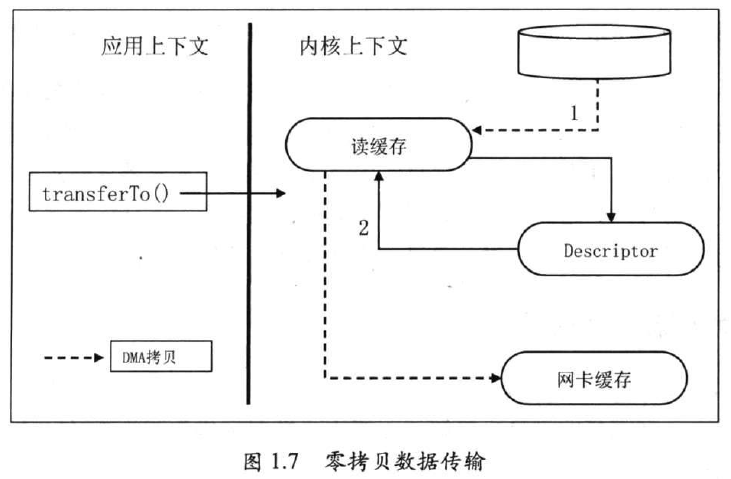 应用上下文
内核上下文
1
读缓存
transferTo()
2
Descriptor
DMA拷贝
网卡缓存
图 1.7 零拷贝数据传输